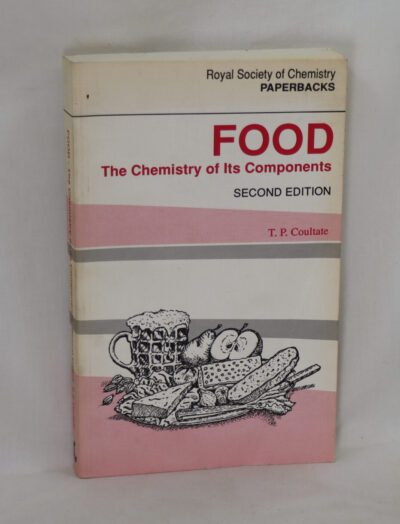 Royal Society of Chemistry
PAPERBACKS
FOOD
The Chemistry of Its Components
SECOND EDITION
T. P. Coultate